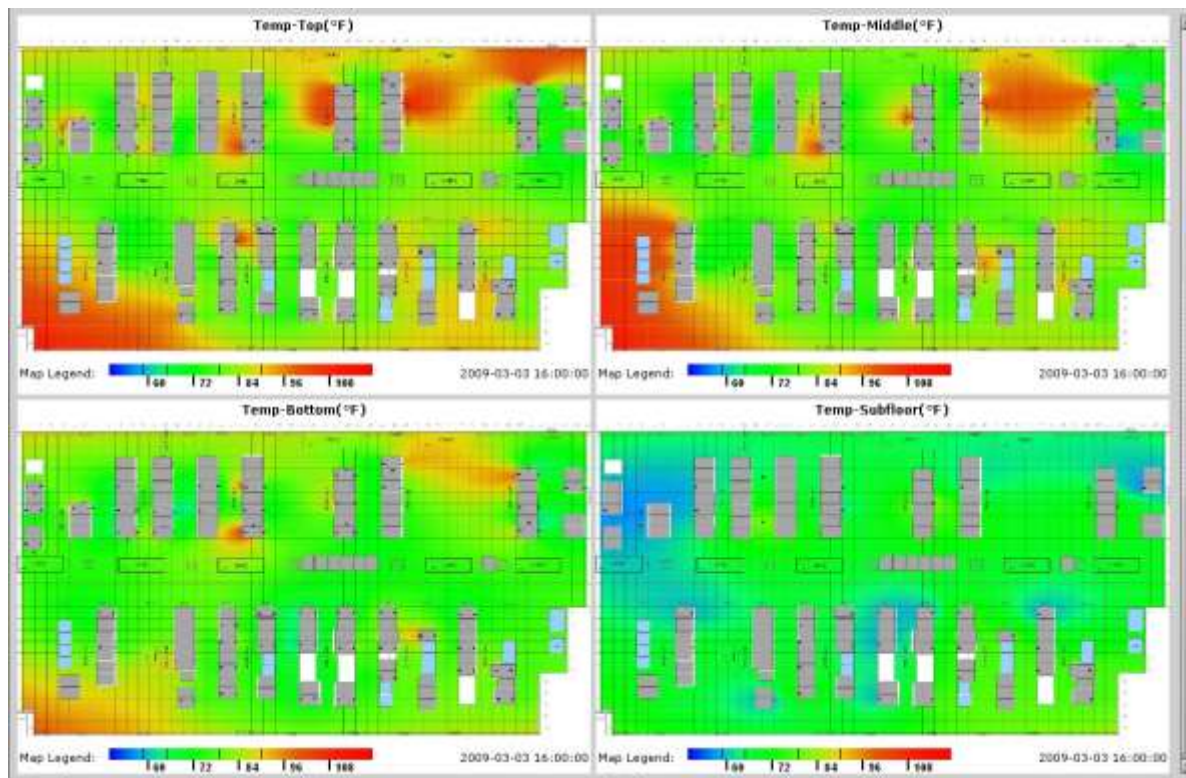 Temp-Top(°F)
Temp-Middle(°F)
Map Legend:
60 72 84 96 108
2009-03-03 16:00:00
Map Legend:
60 72 84 96 108
2009-03-03 16:00:00
Temp-Bottom(°F)
Temp-Subfloor(°F)
Map Legend:
60 72 84 96 108
2009-03-03 16:00:00
Map Legend:
60 72 84 96 108
2009-03-03 16:00:00